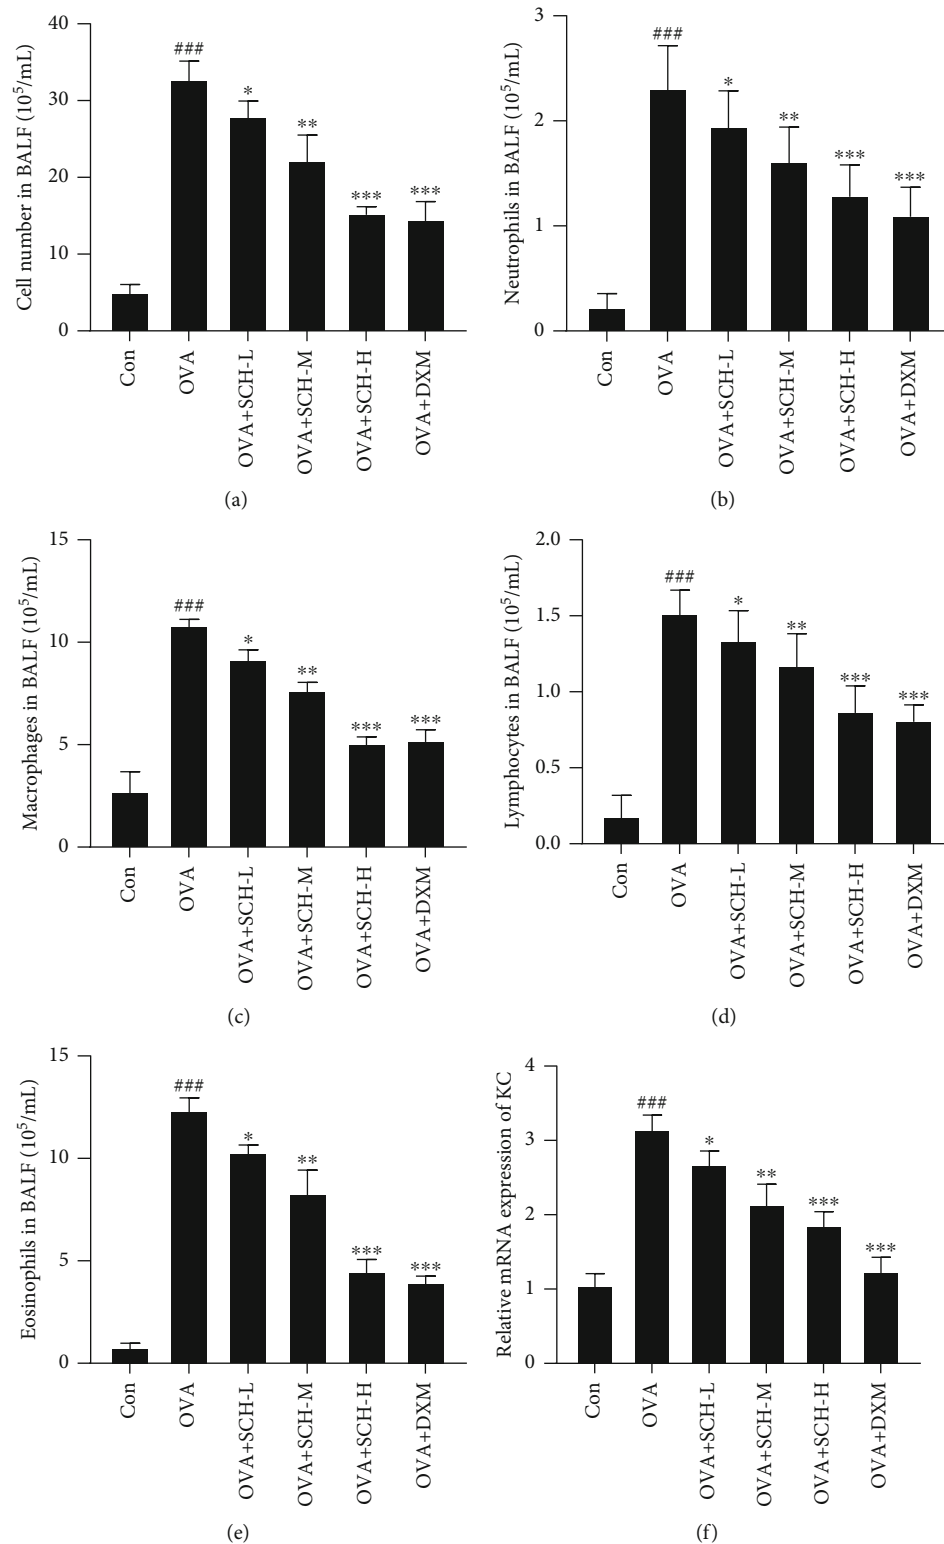 Cell number in BALF (10⁵/mL)
40
30
20
10
0
###
*
**
***
***
Con
OVA
OVA+SCH-L
OVA+SCH-M
OVA+SCH-H
OVA+DXM
(a)
Neutrophils in BALF (10⁵/mL)
3
2
1
0
###
*
**
***
***
Con
OVA
OVA+SCH-L
OVA+SCH-M
OVA+SCH-H
OVA+DXM
(b)
Macrophages in BALF (10⁵/mL)
15
10
5
0
###
*
**
***
***
Con
OVA
OVA+SCH-L
OVA+SCH-M
OVA+SCH-H
OVA+DXM
(c)
Lymphocytes in BALF (10⁵/mL)
2.0
1.5
1.0
0.5
0.0
###
*
**
***
***
Con
OVA
OVA+SCH-L
OVA+SCH-M
OVA+SCH-H
OVA+DXM
(d)
Eosinophils in BALF (10⁵/mL)
15
10
5
0
###
*
**
***
***
Con
OVA
OVA+SCH-L
OVA+SCH-M
OVA+SCH-H
OVA+DXM
(e)
Relative mRNA expression of KC
4
3
2
1
0
###
*
**
***
***
Con
OVA
OVA+SCH-L
OVA+SCH-M
OVA+SCH-H
OVA+DXM
(f)